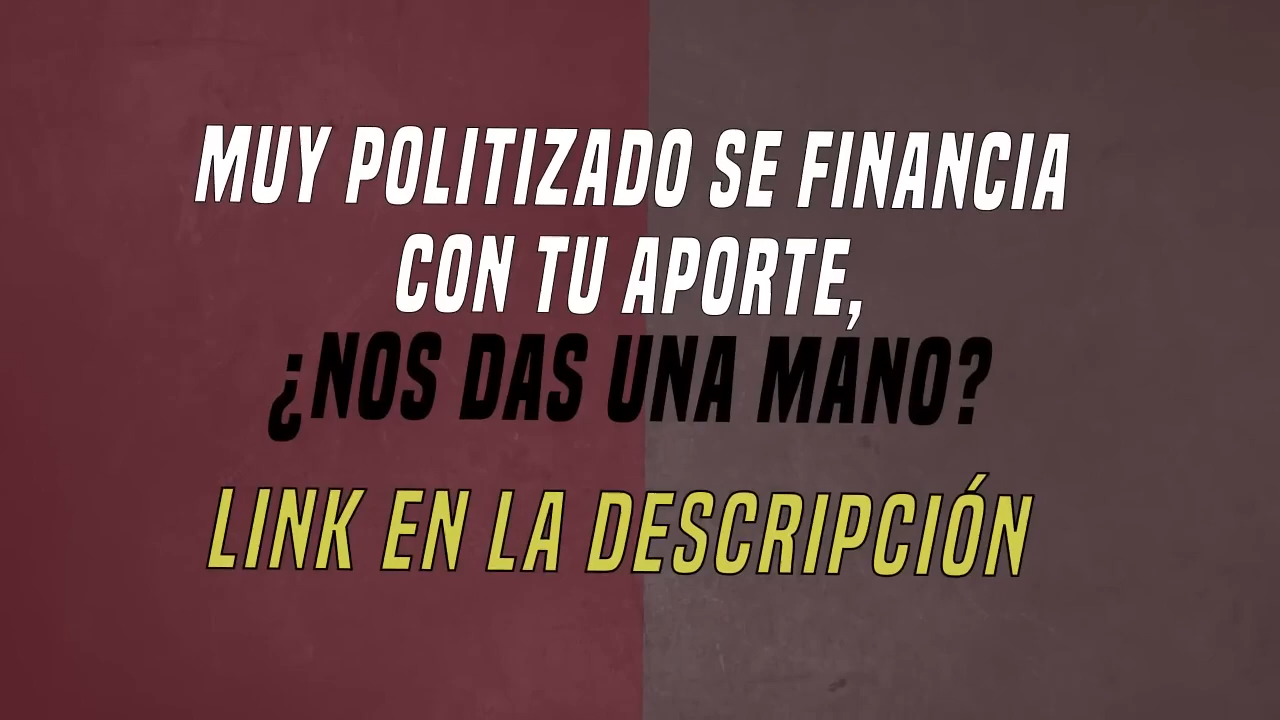 MUY POLITIZADO SE FINANCIA
CON TU APORTE,
¿NOS DAS UNA MANO?
LINK EN LA DESCRIPCIÓN